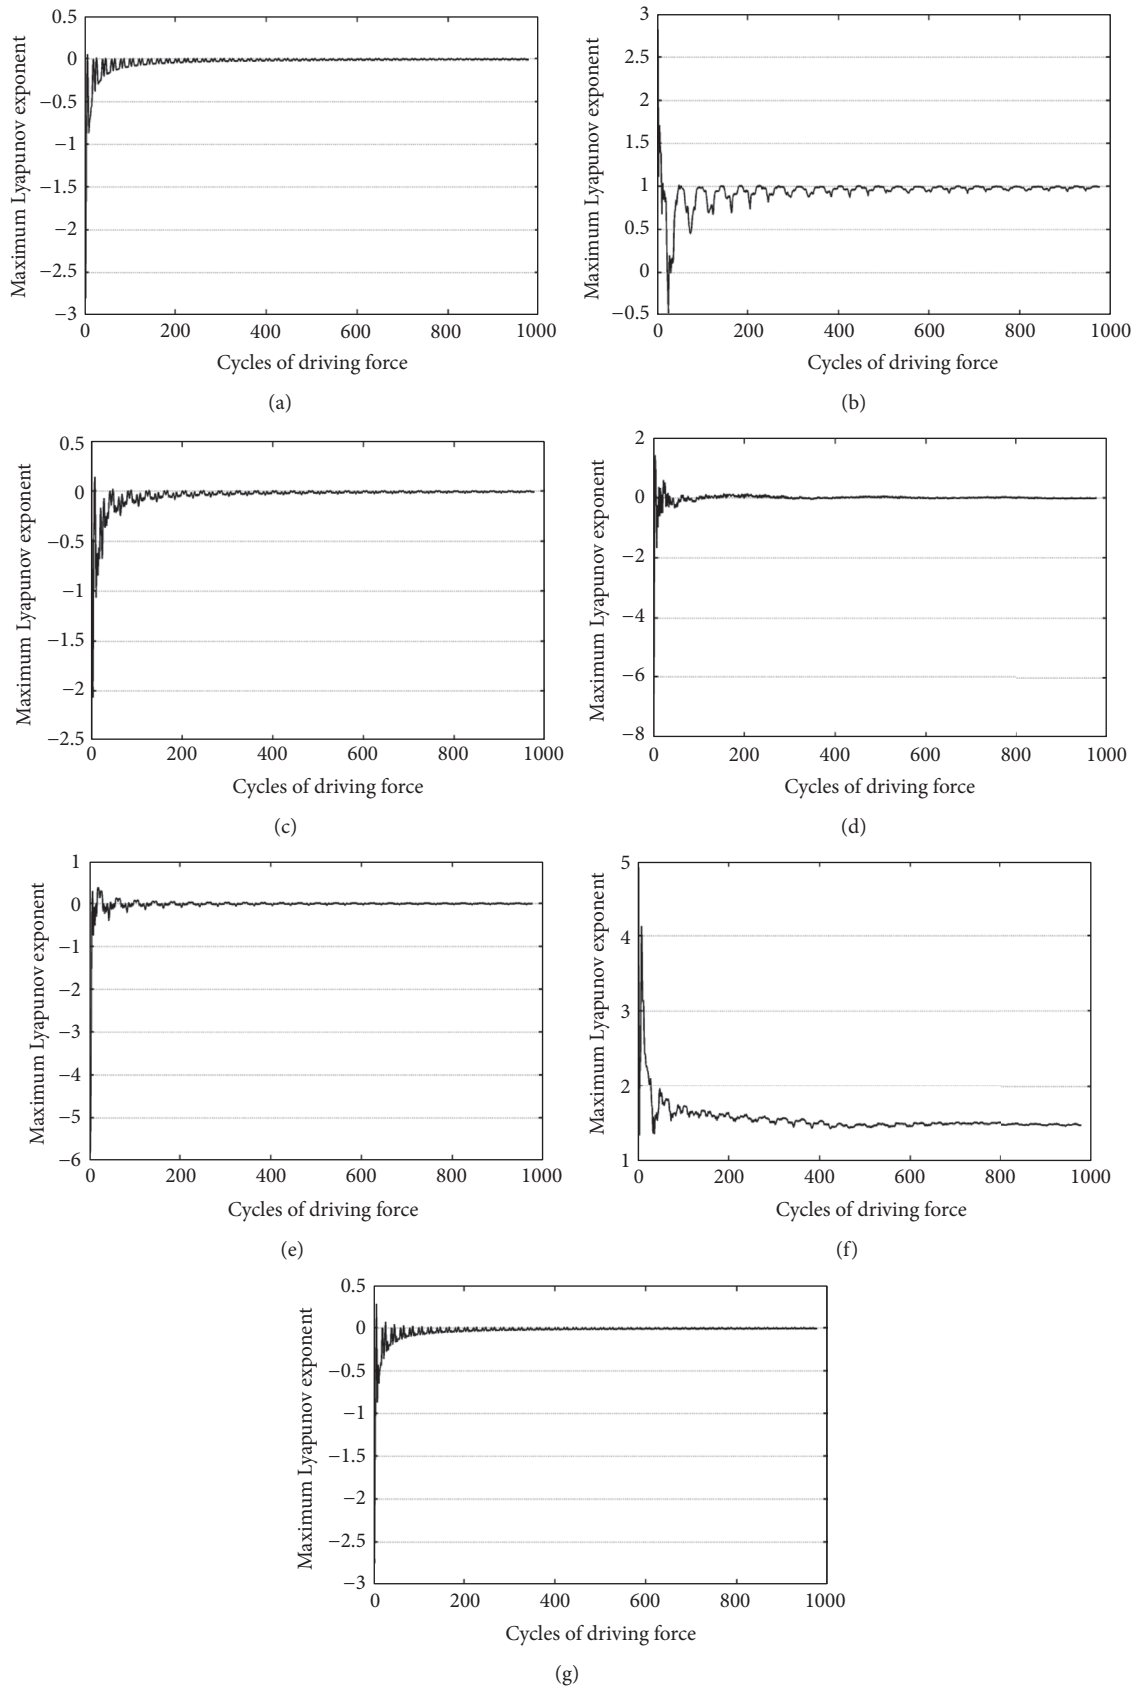 0.5
0
−0.5
−1
−1.5
−2
−2.5
−3
Maximum Lyapunov exponent
0 200 400 600 800 1000
Cycles of driving force
(a)
3
2.5
2
1.5
1
0.5
0
−0.5
Maximum Lyapunov exponent
0 200 400 600 800 1000
Cycles of driving force
(b)
0.5
0
−0.5
−1
−1.5
−2
−2.5
Maximum Lyapunov exponent
0 200 400 600 800 1000
Cycles of driving force
(c)
2
0
−2
−4
−6
−8
Maximum Lyapunov exponent
0 200 400 600 800 1000
Cycles of driving force
(d)
1
0
−1
−2
−3
−4
−5
−6
Maximum Lyapunov exponent
0 200 400 600 800 1000
Cycles of driving force
(e)
5
4
3
2
1
Maximum Lyapunov exponent
0 200 400 600 800 1000
Cycles of driving force
(f)
0.5
0
−0.5
−1
−1.5
−2
−2.5
−3
Maximum Lyapunov exponent
0 200 400 600 800 1000
Cycles of driving force
(g)